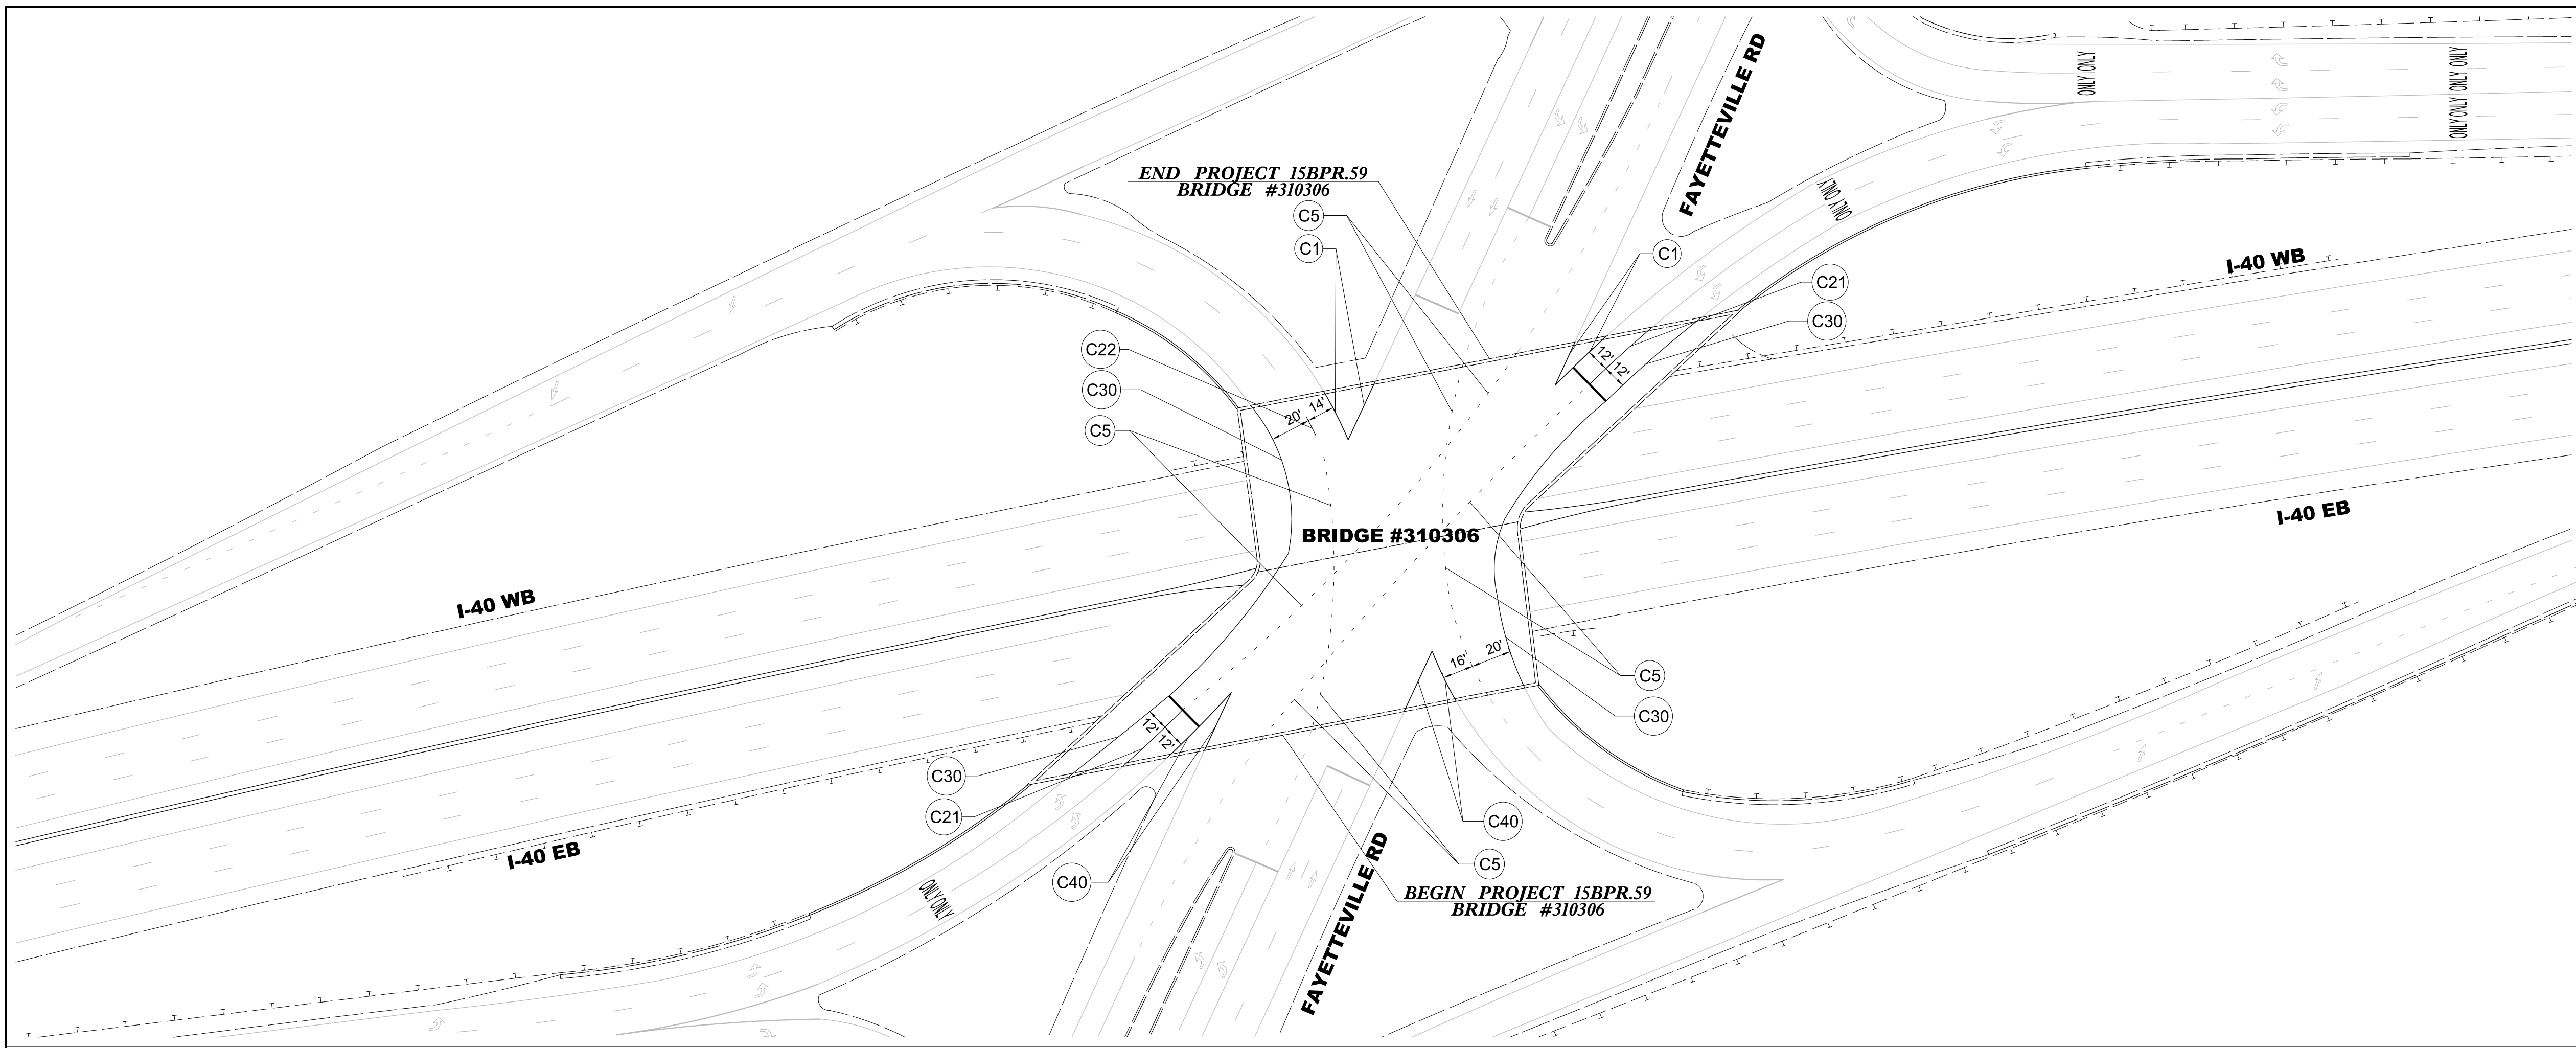 ONLY ONLY
ONLY ONLY ONLY ONLY
FAYETTEVILLE RD
END PROJECT 15BPR.59
BRIDGE #310306
C5
C1
C1
ONLY ONLY
I-40 WB
C21
C30
C22
C30
C5
12'
12'
20'
14'
I-40 EB
BRIDGE #310306
I-40 WB
16'
20'
C5
C30
12'
12'
C30
C21
C40
C40
C5
I-40 EB
ONLY ONLY
FAYETTEVILLE RD
BEGIN PROJECT 15BPR.59
BRIDGE #310306